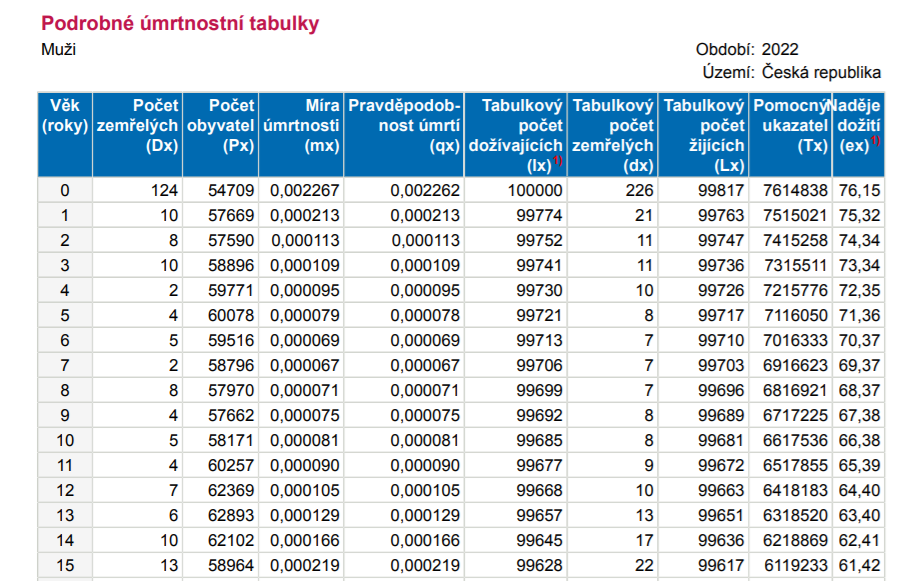 Podrobné úmrtnostní tabulky
Muži
Období: 2022
Území: Česká republika
Věk (roky) Počet zemřelých (Dx) Počet obyvatel (Px) Míra úmrtnosti (mx) Pravděpodob-nost úmrtí (qx) Tabulkový počet dožívajících (lx) 1) Tabulkový počet zemřelých (dx) Tabulkový počet žijících (Lx) Pomocný ukazatel (Tx) Naděje dožití (ex) 1)
0 124 54709 0,002267 0,002262 100000 226 99817 7614838 76,15
1 10 57669 0,000213 0,000213 99774 21 99763 7515021 75,32
2 8 57590 0,000113 0,000113 99752 11 99747 7415258 74,34
3 10 58896 0,000109 0,000109 99741 11 99736 7315511 73,34
4 2 59771 0,000095 0,000095 99730 10 99726 7215776 72,35
5 4 60078 0,000079 0,000078 99721 8 99717 7116050 71,36
6 5 59516 0,000069 0,000069 99713 7 99710 7016333 70,37
7 2 58796 0,000067 0,000067 99706 7 99703 6916623 69,37
8 8 57970 0,000071 0,000071 99699 7 99696 6816921 68,37
9 4 57662 0,000075 0,000075 99692 8 99689 6717225 67,38
10 5 58171 0,000081 0,000081 99685 8 99681 6617536 66,38
11 4 60257 0,000090 0,000090 99677 9 99672 6517855 65,39
12 7 62369 0,000105 0,000105 99668 10 99663 6418183 64,40
13 6 62893 0,000129 0,000129 99657 13 99651 6318520 63,40
14 10 62102 0,000166 0,000166 99645 17 99636 6218869 62,41
15 13 58964 0,000219 0,000219 99628 22 99617 6119233 61,42